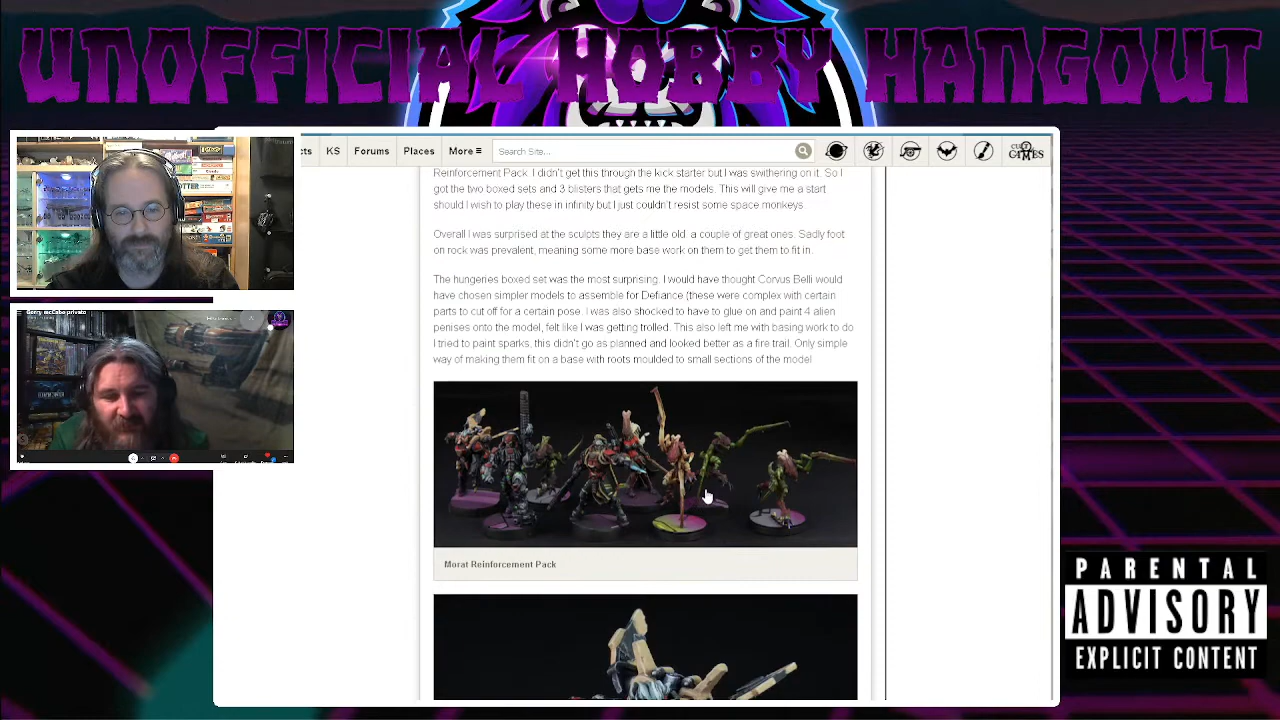 UNOFFICIAL HOBBY HANGOUT
cts KS Forums Places More ≡ Search Site... CULT OF GAMES
Reinforcement Pack. I didn't get this through the kick starter but I was swithering on it. So I
got the two boxed sets and 3 blisters that gave me the models. This will give me a start
should I wish to play these in infinity but I just couldn't resist some space monkeys.
Overall I was surprised at the sculpts they are a little old, a couple of great ones. Sadly foot
on rock was prevalent, meaning some more base work on them to get them to fit in.
The hungeries boxed set was the most surprising. I would have thought Corvus Belli would
have chosen simpler models to assemble for Defiance (these were complex with certain
parts to cut off for a certain pose. I was also shocked to have to glue on and paint 4 alien
penises onto the model, felt like I was getting trolled. This also left me with basing work to do
I tried to paint sparks, this didn't go as planned and looked better as a fire trail. Only simple
way of making them fit on a base with roots moulded to small sections of the model
Morat Reinforcement Pack
Gerry mcCabe privato
PARENTAL
ADVISORY
EXPLICIT CONTENT